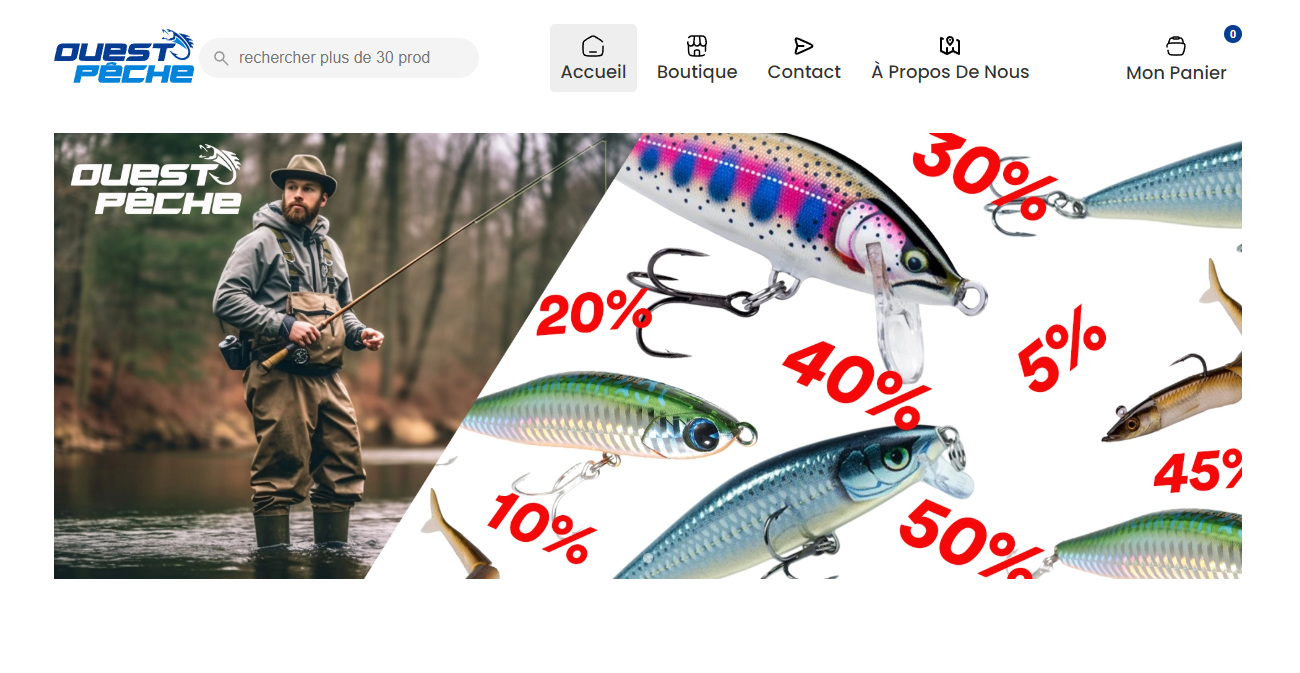 OUEST
PÊCHE
rechercher plus de 30 prod
Accueil
Boutique
Contact
À Propos De Nous
Mon Panier
0
OUEST
PÊCHE
30%
20%
40%
5%
45%
10%
50%